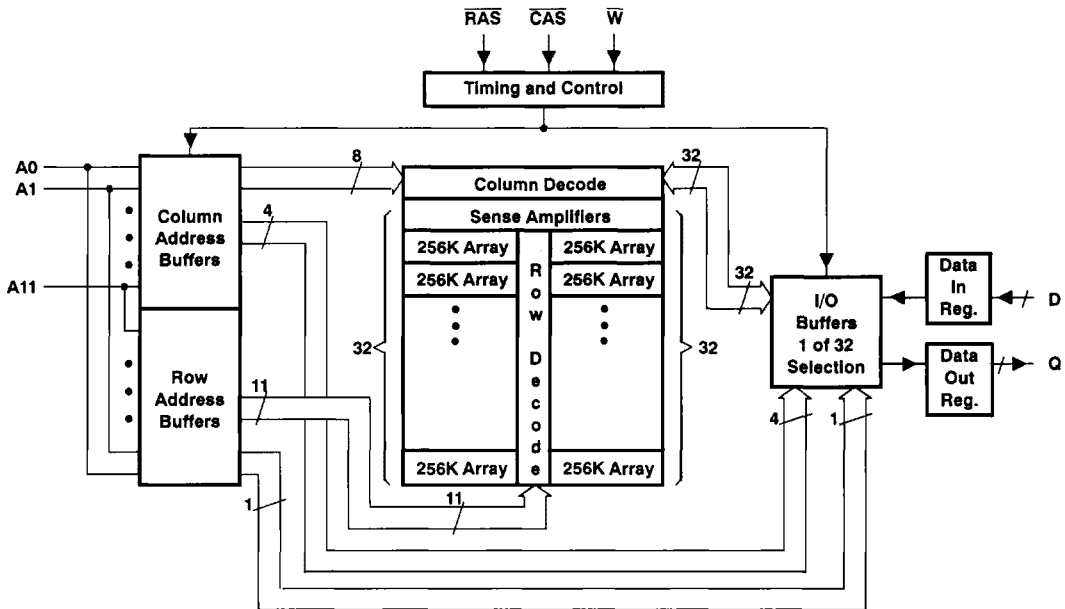 RAS CAS W
Timing and Control
A0
A1
A11
Column
Address
Buffers
Row
Address
Buffers
8
4
11
1
11
Column Decode
Sense Amplifiers
256K Array 256K Array
256K Array 256K Array
256K Array 256K Array
Row Decode
32
32
32
32
I/O
Buffers
1 of 32
Selection
4
1
Data
In
Reg.
D
Data
Out
Reg.
Q